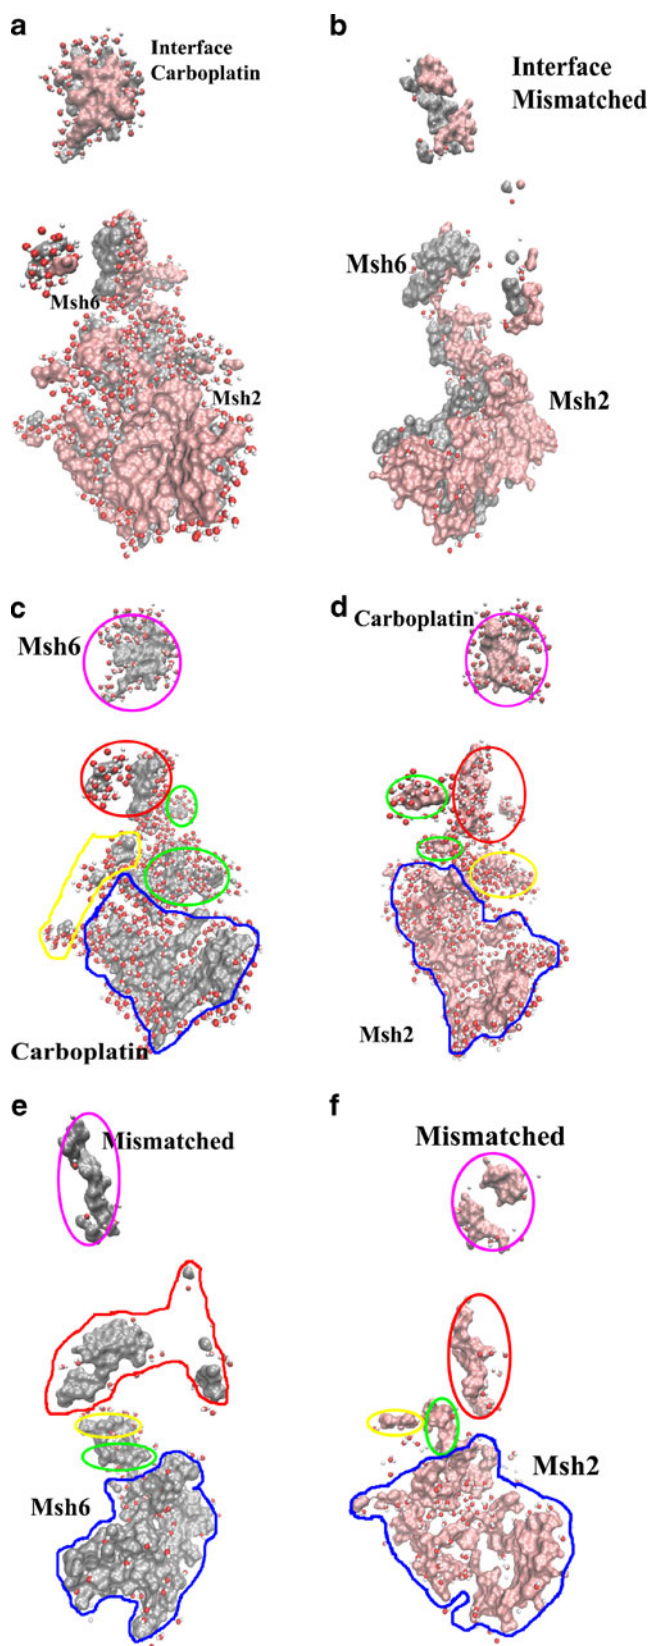 a
Interface
Carboplatin
Msh6
Msh2
b
Interface
Mismatched
Msh6
Msh2
c
Msh6
Carboplatin
d
Carboplatin
Msh2
e
Mismatched
Msh6
f
Mismatched
Msh2